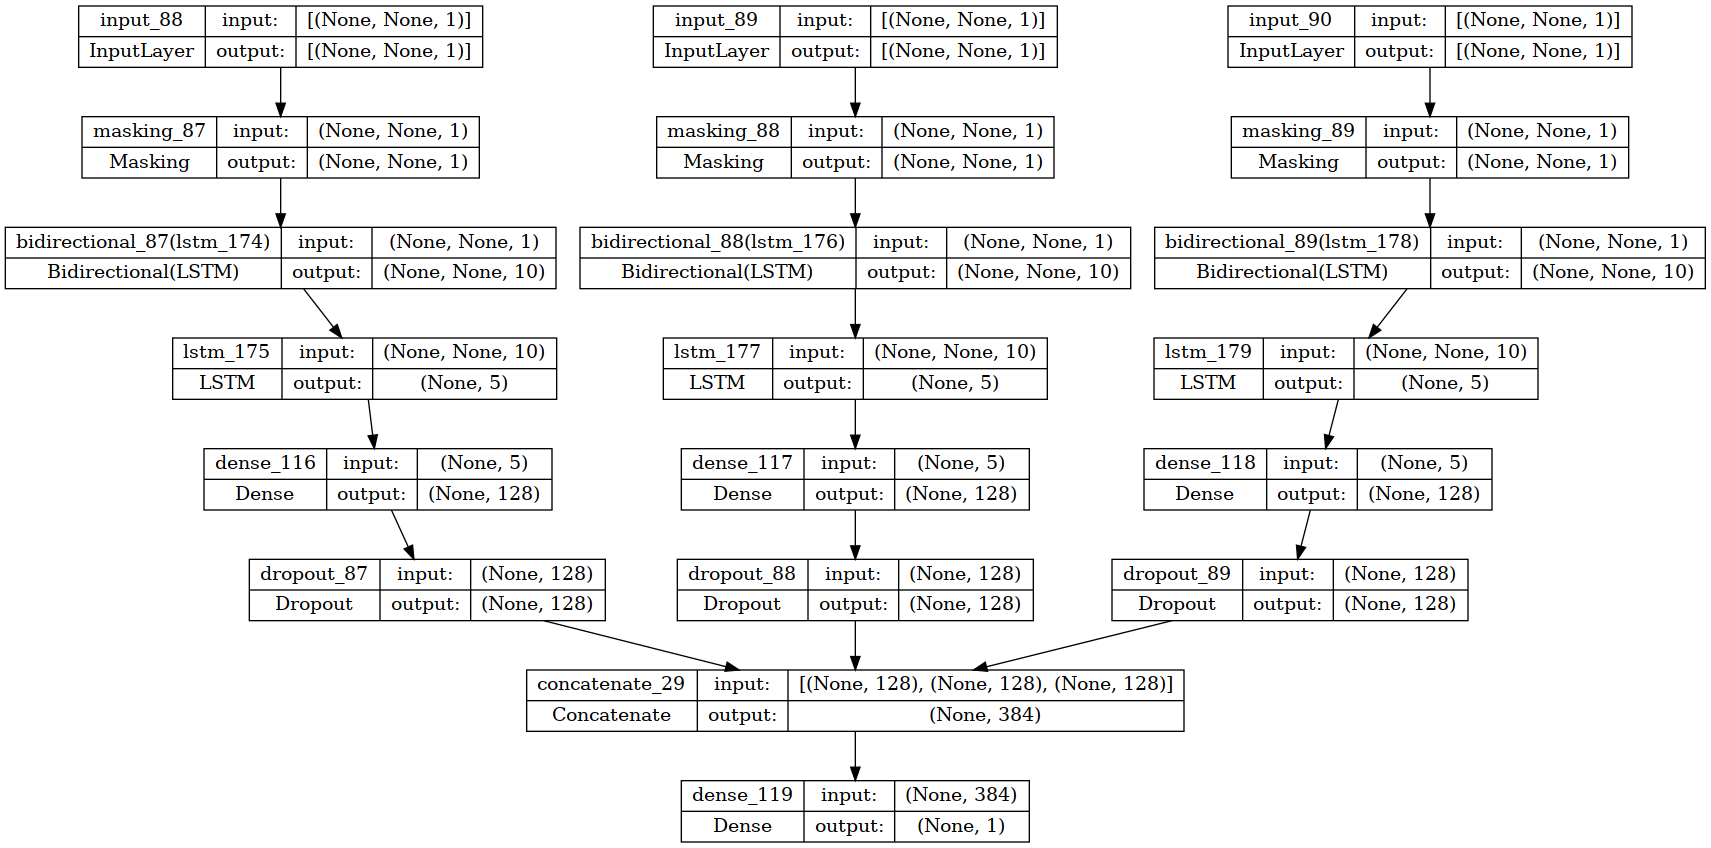 input_88 input: [(None, None, 1)]
InputLayer output: [(None, None, 1)]
input_89 input: [(None, None, 1)]
InputLayer output: [(None, None, 1)]
input_90 input: [(None, None, 1)]
InputLayer output: [(None, None, 1)]
masking_87 input: (None, None, 1)
Masking output: (None, None, 1)
masking_88 input: (None, None, 1)
Masking output: (None, None, 1)
masking_89 input: (None, None, 1)
Masking output: (None, None, 1)
bidirectional_87(lstm_174) input: (None, None, 1)
Bidirectional(LSTM) output: (None, None, 10)
bidirectional_88(lstm_176) input: (None, None, 1)
Bidirectional(LSTM) output: (None, None, 10)
bidirectional_89(lstm_178) input: (None, None, 1)
Bidirectional(LSTM) output: (None, None, 10)
lstm_175 input: (None, None, 10)
LSTM output: (None, 5)
lstm_177 input: (None, None, 10)
LSTM output: (None, 5)
lstm_179 input: (None, None, 10)
LSTM output: (None, 5)
dense_116 input: (None, 5)
Dense output: (None, 128)
dense_117 input: (None, 5)
Dense output: (None, 128)
dense_118 input: (None, 5)
Dense output: (None, 128)
dropout_87 input: (None, 128)
Dropout output: (None, 128)
dropout_88 input: (None, 128)
Dropout output: (None, 128)
dropout_89 input: (None, 128)
Dropout output: (None, 128)
concatenate_29 input: [(None, 128), (None, 128), (None, 128)]
Concatenate output: (None, 384)
dense_119 input: (None, 384)
Dense output: (None, 1)